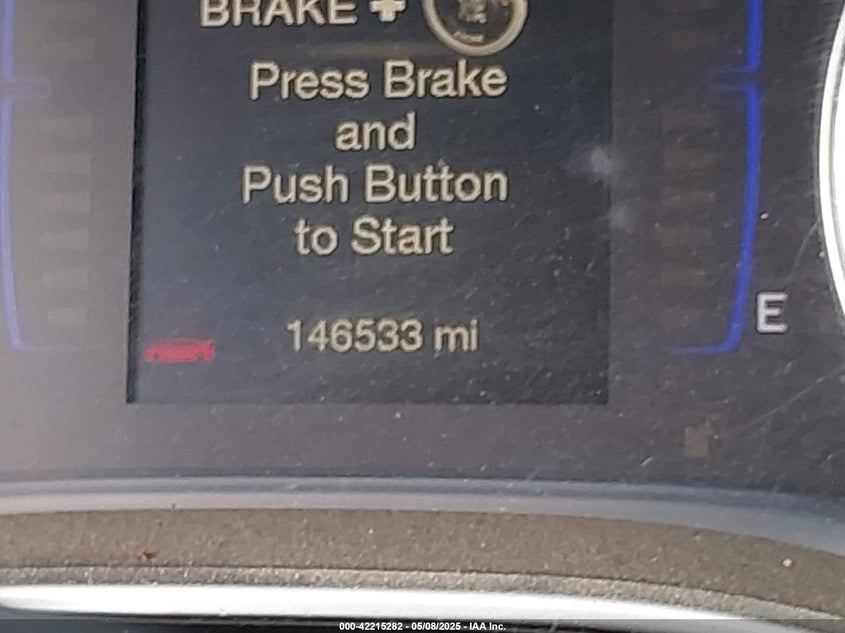 BRAKE +
Press Brake
and
Push Button
to Start
146533 mi
E
000-42215282 - 05/08/2025 - IAA Inc.